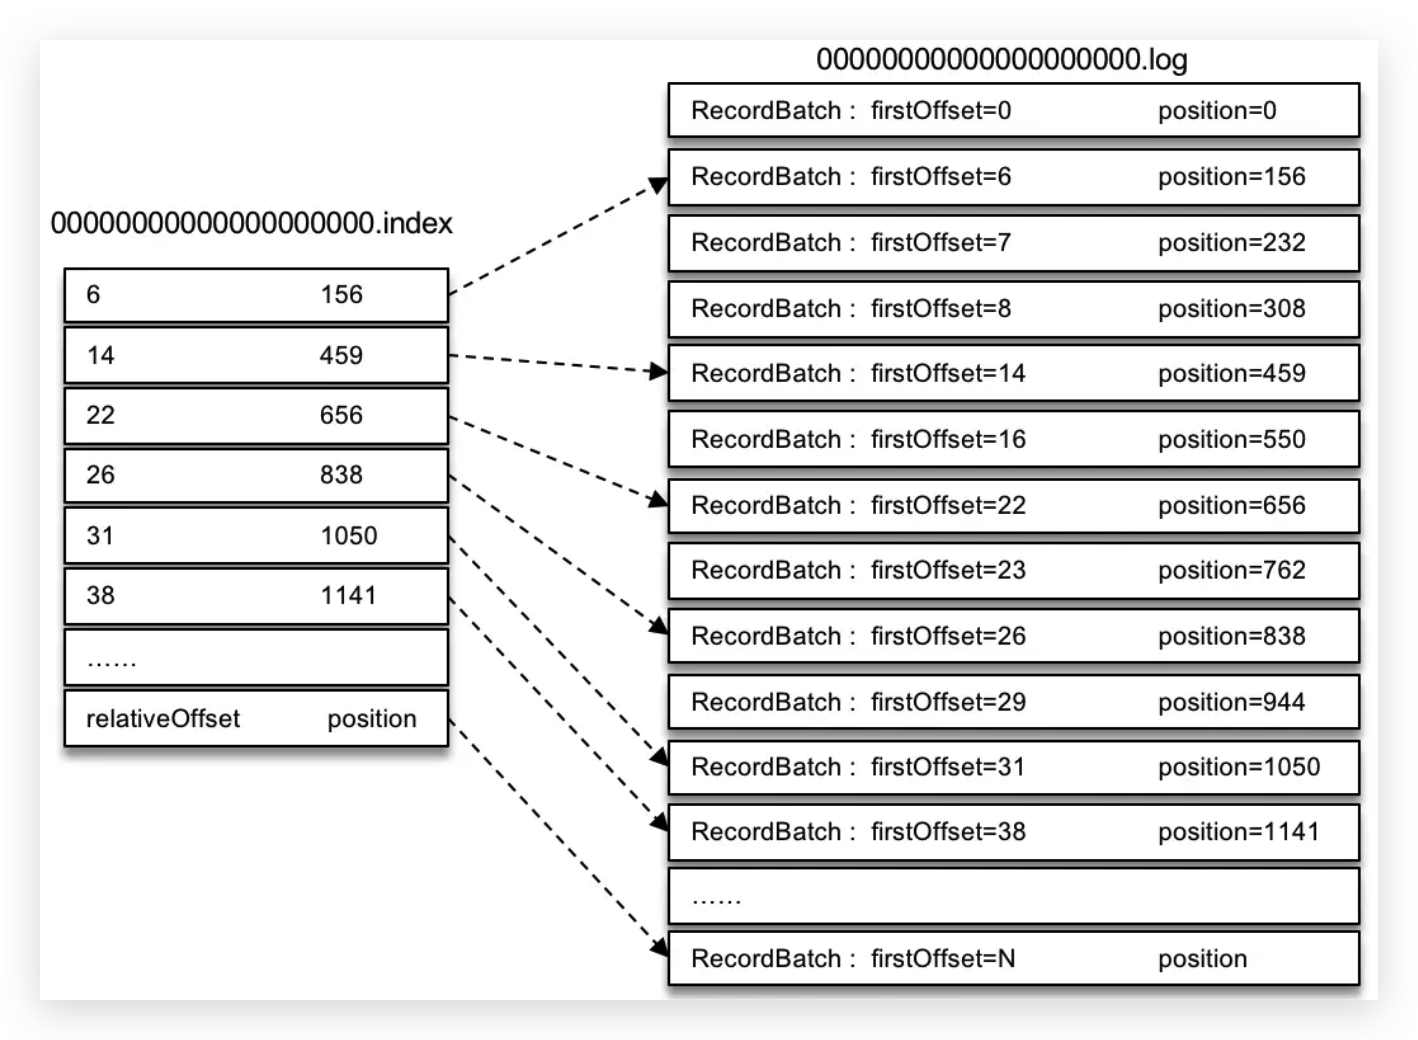 00000000000000000000.index
6 156
14 459
22 656
26 838
31 1050
38 1141
......
relativeOffset position
00000000000000000000.log
RecordBatch : firstOffset=0 position=0
RecordBatch : firstOffset=6 position=156
RecordBatch : firstOffset=7 position=232
RecordBatch : firstOffset=8 position=308
RecordBatch : firstOffset=14 position=459
RecordBatch : firstOffset=16 position=550
RecordBatch : firstOffset=22 position=656
RecordBatch : firstOffset=23 position=762
RecordBatch : firstOffset=26 position=838
RecordBatch : firstOffset=29 position=944
RecordBatch : firstOffset=31 position=1050
RecordBatch : firstOffset=38 position=1141
......
RecordBatch : firstOffset=N position